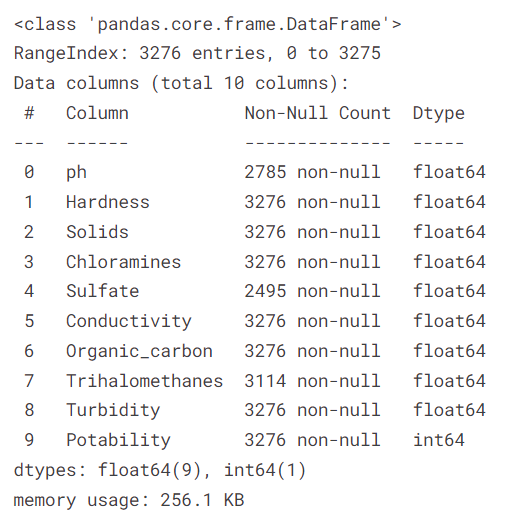 <class 'pandas.core.frame.DataFrame'>
RangeIndex: 3276 entries, 0 to 3275
Data columns (total 10 columns):
 #   Column           Non-Null Count  Dtype
---  ------           --------------  -----
 0   ph               2785 non-null   float64
 1   Hardness         3276 non-null   float64
 2   Solids           3276 non-null   float64
 3   Chloramines      3276 non-null   float64
 4   Sulfate          2495 non-null   float64
 5   Conductivity     3276 non-null   float64
 6   Organic_carbon   3276 non-null   float64
 7   Trihalomethanes  3114 non-null   float64
 8   Turbidity        3276 non-null   float64
 9   Potability       3276 non-null   int64
dtypes: float64(9), int64(1)
memory usage: 256.1 KB